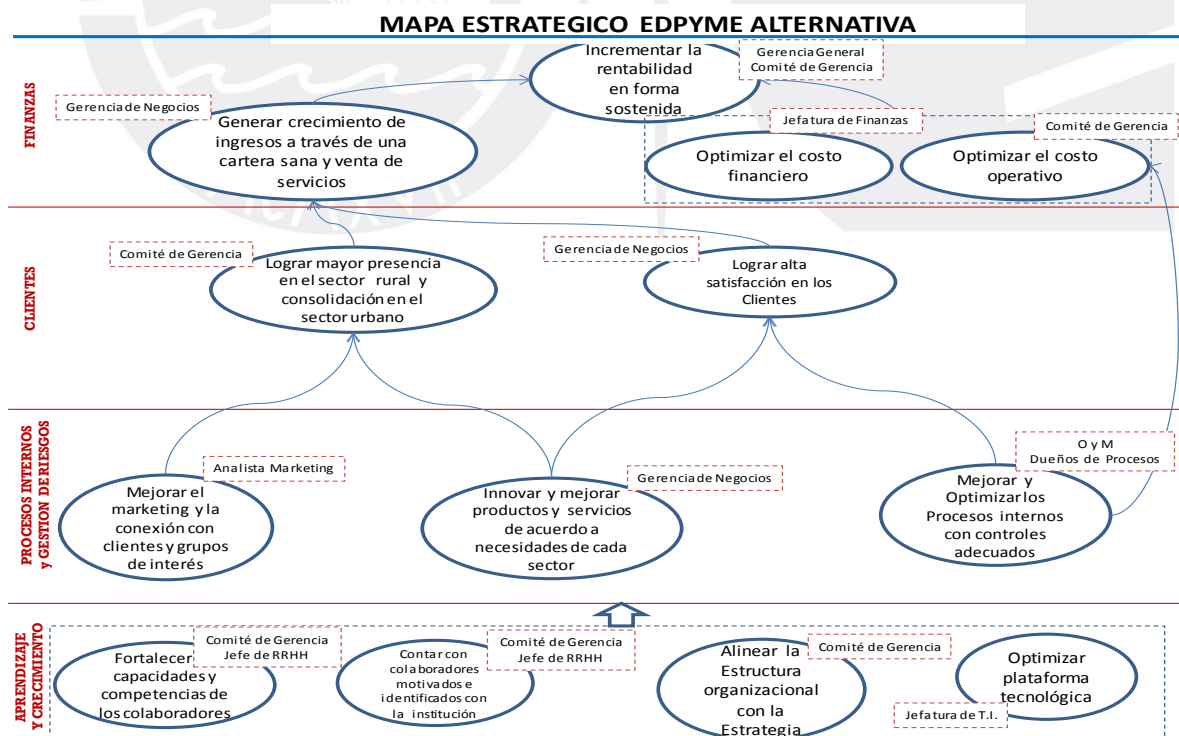 MAPA ESTRATEGICO EDPYME ALTERNATIVA
FINANZAS
Incrementar la
rentabilidad
en forma
sostenida
Gerencia General
Comité de Gerencia
Gerencia de Negocios
Generar crecimiento de
ingresos a través de una
cartera sana y venta de
servicios
Jefatura de Finanzas
Optimizar el costo
financiero
Comité de Gerencia
Optimizar el costo
operativo
CLIENTES
Comité de Gerencia
Lograr mayor presencia
en el sector rural y
consolidación en el
sector urbano
Gerencia de Negocios
Lograr alta
satisfacción en los
Clientes
PROCESOS INTERNOS
y GESTION DE RIESGOS
Analista Marketing
Mejorar el
marketing y la
conexión con
clientes y grupos
de interés
Gerencia de Negocios
Innovar y mejorar
productos y servicios
de acuerdo a
necesidades de cada
sector
O y M
Dueños de Procesos
Mejorar y
Optimizar los
Procesos internos
con controles
adecuados
APRENDIZAJE
Y CRECIMIENTO
Comité de Gerencia
Jefe de RRHH
Fortalecer
capacidades y
competencias de
los colaboradores
Comité de Gerencia
Jefe de RRHH
Contar con
colaboradores
motivados e
identificados con
la institución
Comité de Gerencia
Alinear la
Estructura
organizacional
con la
Estrategia
Optimizar
plataforma
tecnológica
Jefatura de T.I.